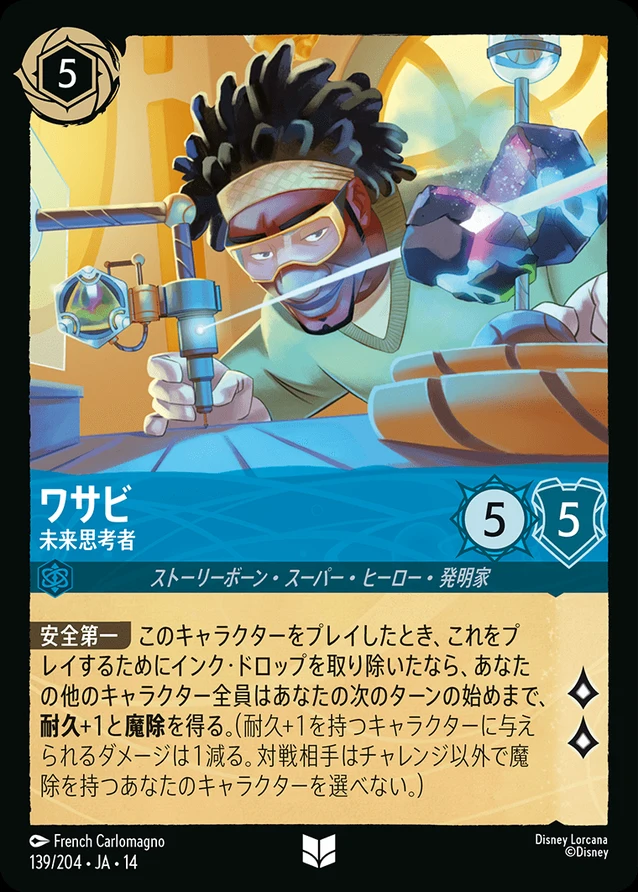 5
ワサビ
未来思考者
5
5
ストーリーボーン・スーパー・ヒーロー・発明家
安全第一 このキャラクターをプレイしたとき、これをプ
レイするためにインク・ドロップを取り除いたなら、あなた
の他のキャラクター全員はあなたの次のターンの始めまで、
耐久+1と魔除を得る。(耐久+1を持つキャラクターに与え
られるダメージは1減る。対戦相手はチャレンジ以外で魔
除を持つあなたのキャラクターを選べない。)
French Carlomagno
139/204・JA・14
Disney Lorcana
©Disney